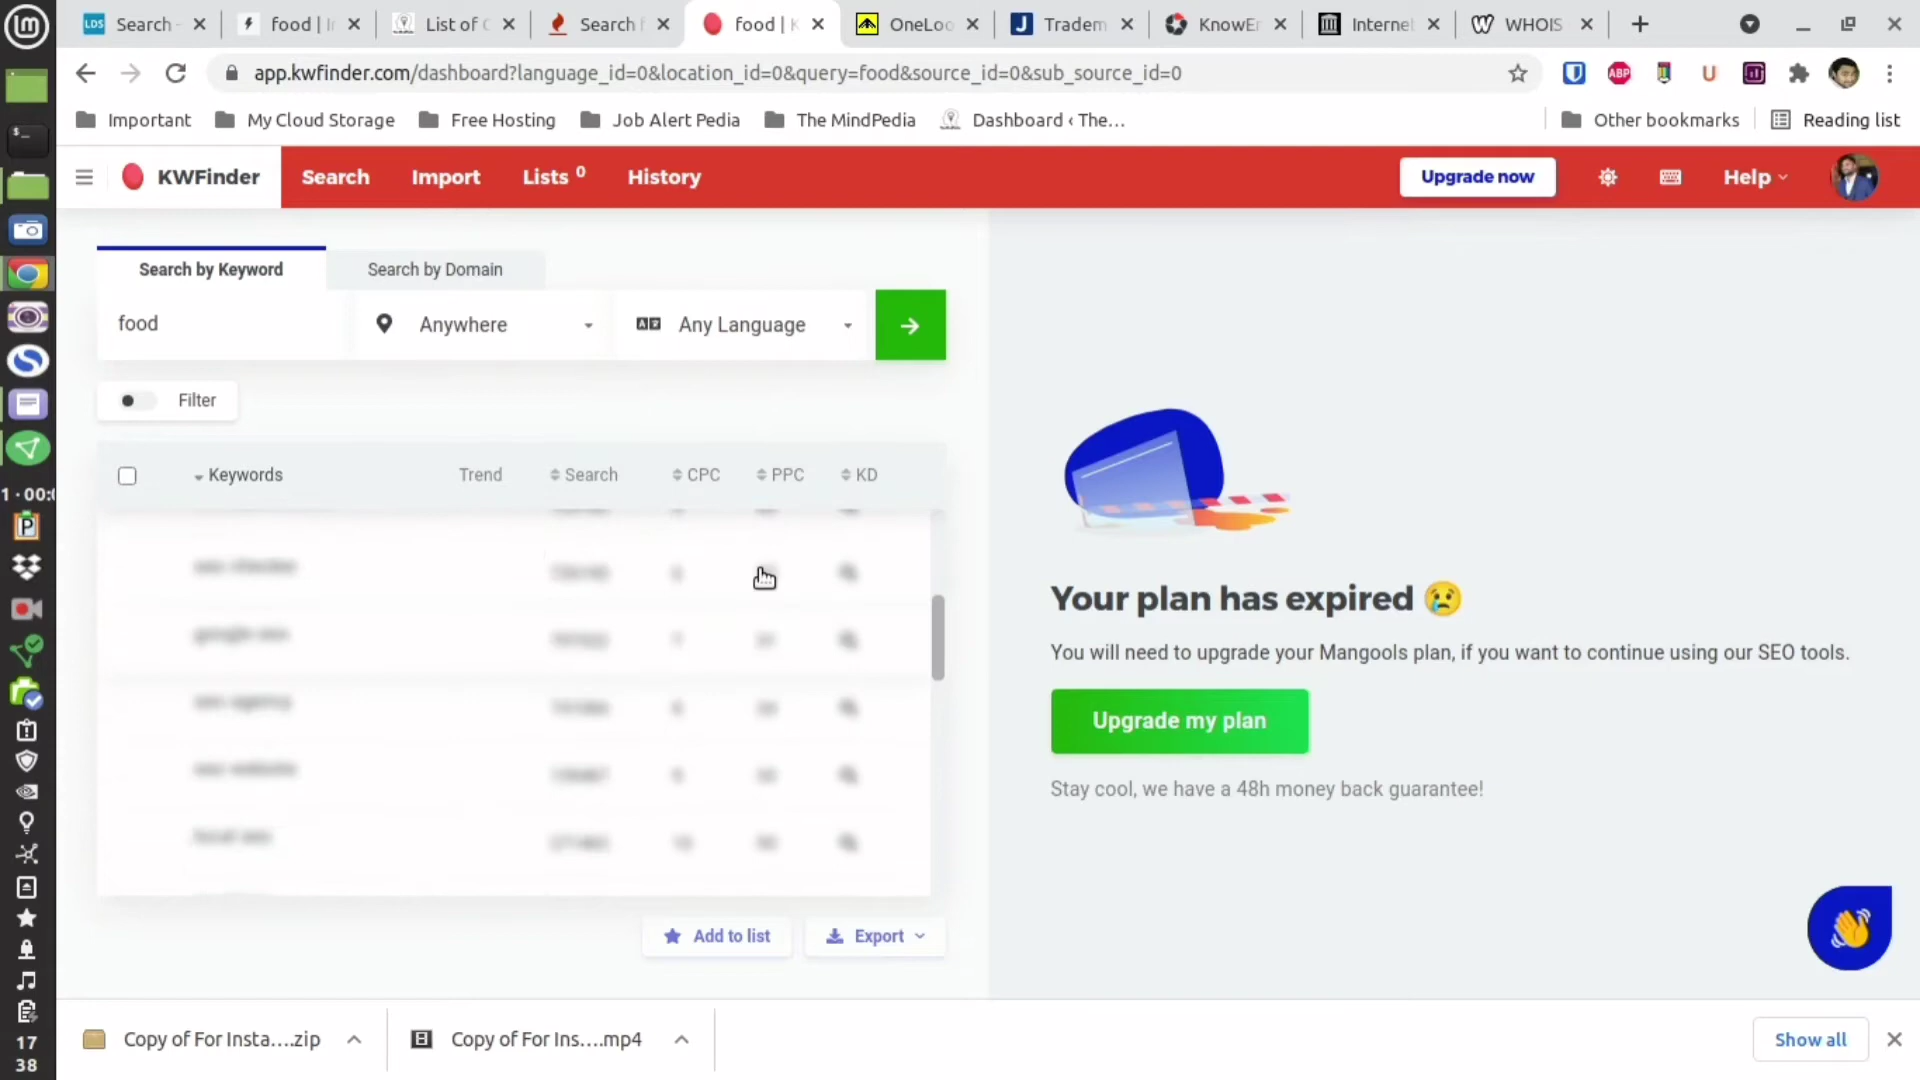 Search -
food | In
List of C
Search f
food | K
OneLoo
Tradem
KnowEr
Internet
WHOIS
app.kwfinder.com/dashboard?language_id=0&location_id=0&query=food&source_id=0&sub_source_id=0
Important
My Cloud Storage
Free Hosting
Job Alert Pedia
The MindPedia
Dashboard ‹ The...
Other bookmarks
Reading list
KWFinder
Search
Import
Lists 0
History
Upgrade now
Help
Search by Keyword
Search by Domain
food
Anywhere
Any Language
Filter
Keywords
Trend
Search
CPC
PPC
KD
Your plan has expired 😢
You will need to upgrade your Mangools plan, if you want to continue using our SEO tools.
Upgrade my plan
Stay cool, we have a 48h money back guarantee!
Add to list
Export
Copy of For Insta....zip
Copy of For Ins....mp4
Show all
1 · 00:0
17
38